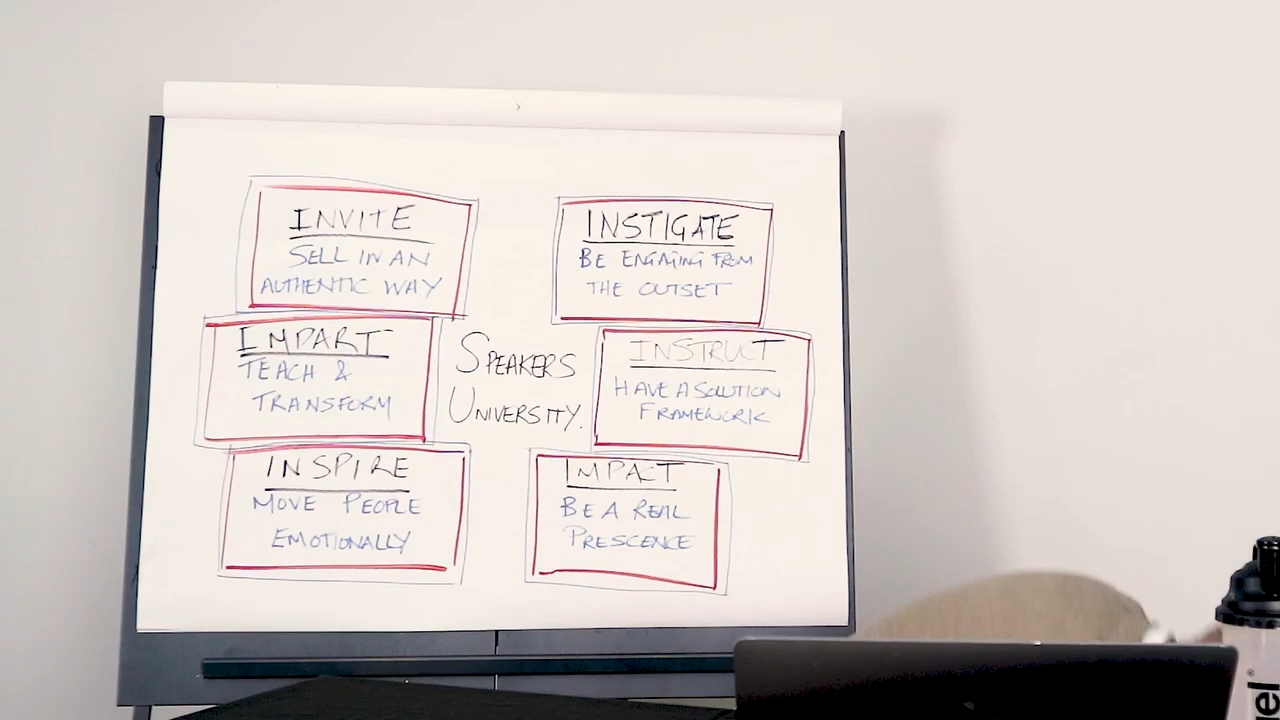 INVITE
SELL IN AN
AUTHENTIC WAY
INSTIGATE
BE ENGAGING FROM
THE OUTSET
IMPART
TEACH &
TRANSFORM
SPEAKERS
UNIVERSITY.
INSTRUCT
HAVE A SOLUTION
FRAMEWORK
INSPIRE
MOVE PEOPLE
EMOTIONALLY
IMPACT
BE A REAL
PRESCENCE